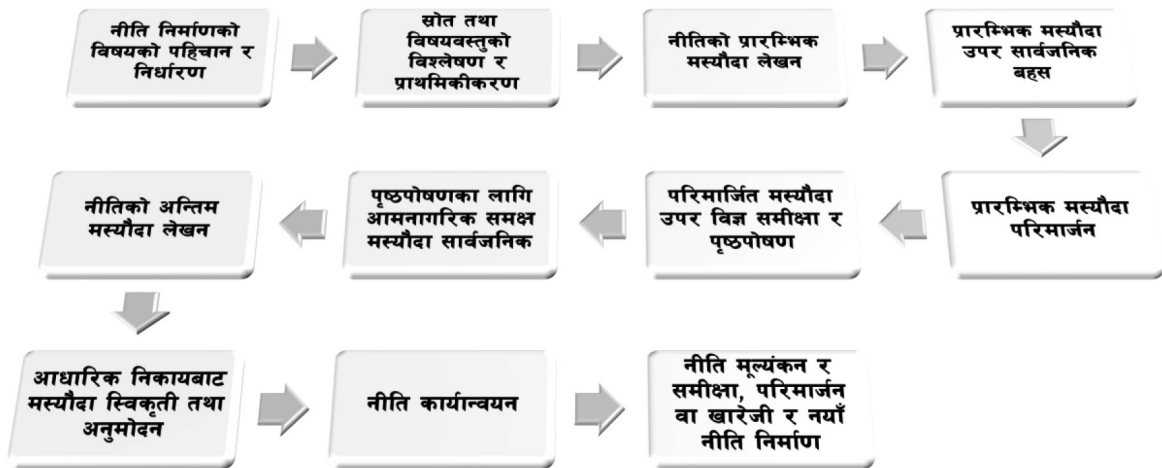 नीति निर्माणको
विषयको पहिचान र
निर्धारण
स्रोत तथा
विषयवस्तुको
विश्लेषण र
प्राथमिकीकरण
नीतिको प्रारम्भिक
मस्यौदा लेखन
प्रारम्भिक मस्यौदा
उपर सार्वजनिक
बहस
प्रारम्भिक मस्यौदा
परिमार्जन
परिमार्जित मस्यौदा
उपर विज्ञ समीक्षा र
पृष्ठपोषण
पृष्ठपोषणका लागि
आमनागरिक समक्ष
मस्यौदा सार्वजनिक
नीतिको अन्तिम
मस्यौदा लेखन
आधारिक निकायबाट
मस्यौदा स्विकृती तथा
अनुमोदन
नीति कार्यान्वयन
नीति मूल्यंकन र
समीक्षा, परिमार्जन
वा खारेजी र नयाँ
नीति निर्माण